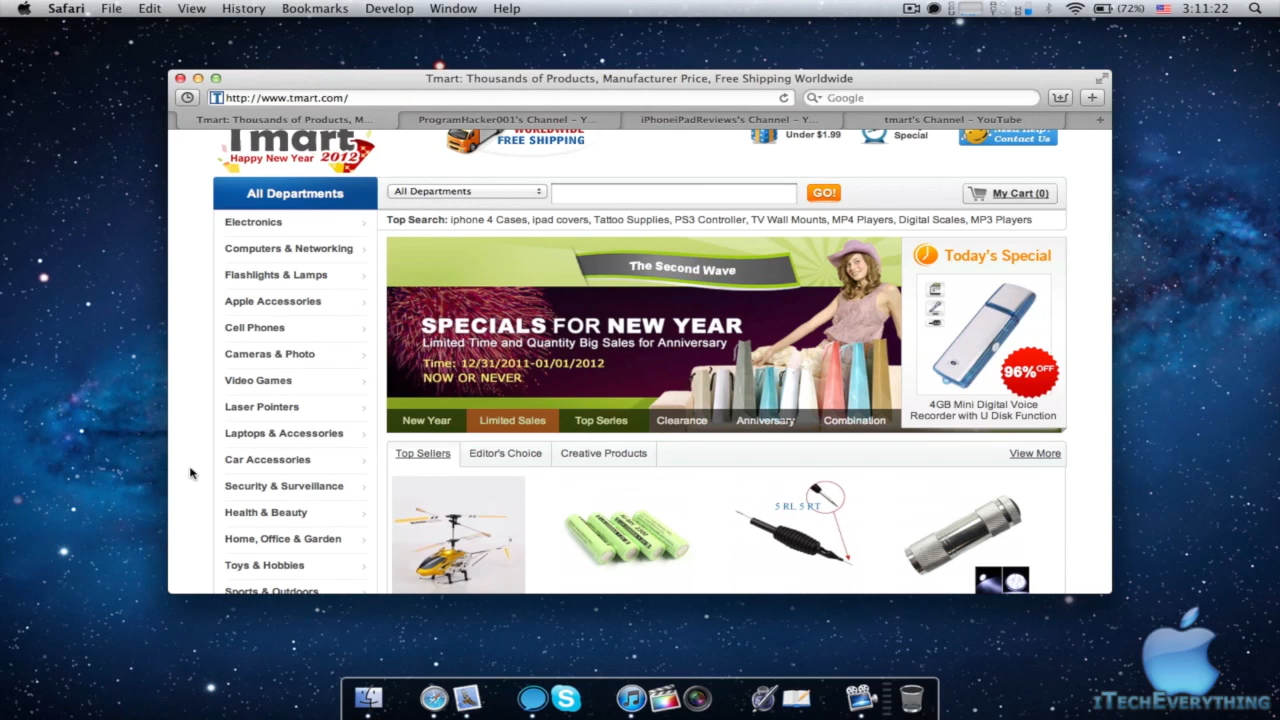 Safari File Edit View History Bookmarks Develop Window Help (72%) 3:11:22
Tmart: Thousands of Products, Manufacturer Price, Free Shipping Worldwide
http://www.tmart.com/ Google
Tmart: Thousands of Products, M... ProgramHacker001's Channel – Y... iPhoneiPadReviews's Channel – Y... tmart's Channel – YouTube
Tmart
Happy New Year 2012
WORLDWIDE
FREE SHIPPING
Under $1.99
Special
Need Help?
Contact Us
All Departments
All Departments GO! My Cart (0)
Top Search: iphone 4 Cases, ipad covers, Tattoo Supplies, PS3 Controller, TV Wall Mounts, MP4 Players, Digital Scales, MP3 Players
Electronics
Computers & Networking
Flashlights & Lamps
Apple Accessories
Cell Phones
Cameras & Photo
Video Games
Laser Pointers
Laptops & Accessories
Car Accessories
Security & Surveillance
Health & Beauty
Home, Office & Garden
Toys & Hobbies
Sports & Outdoors
The Second Wave
SPECIALS FOR NEW YEAR
Limited Time and Quantity Big Sales for Anniversary
Time: 12/31/2011-01/01/2012
NOW OR NEVER
New Year Limited Sales Top Series Clearance Anniversary Combination
Today's Special
96% OFF
4GB Mini Digital Voice
Recorder with U Disk Function
Top Sellers Editor's Choice Creative Products View More
5 RL 5 RT
iTechEverything